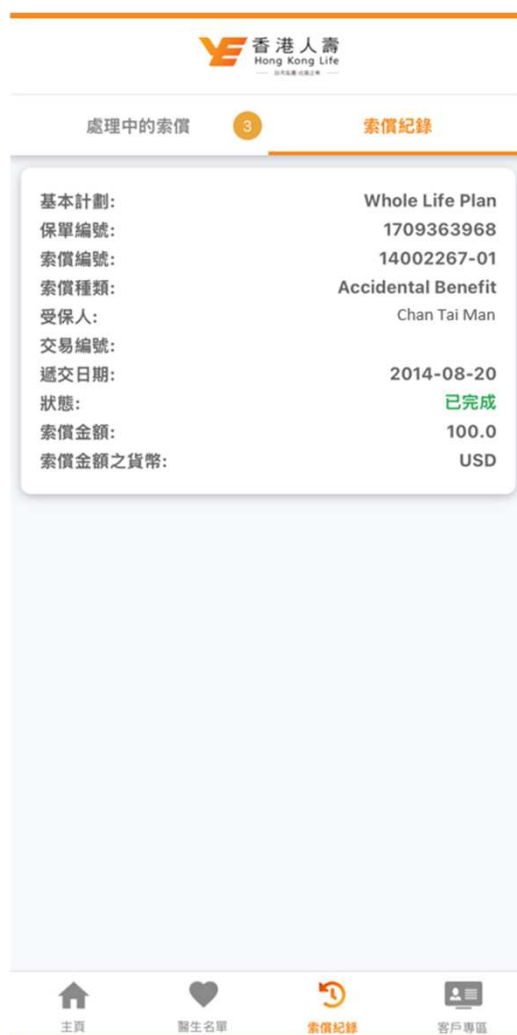 香港人壽
Hong Kong Life
處理中的索償 3 索償紀錄
基本計劃: Whole Life Plan
保單編號: 1709363968
索償編號: 14002267-01
索償種類: Accidental Benefit
受保人: Chan Tai Man
交易編號:
遞交日期: 2014-08-20
狀態: 已完成
索償金額: 100.0
索償金額之貨幣: USD
主頁 醫生名單 索償紀錄 客戶專區